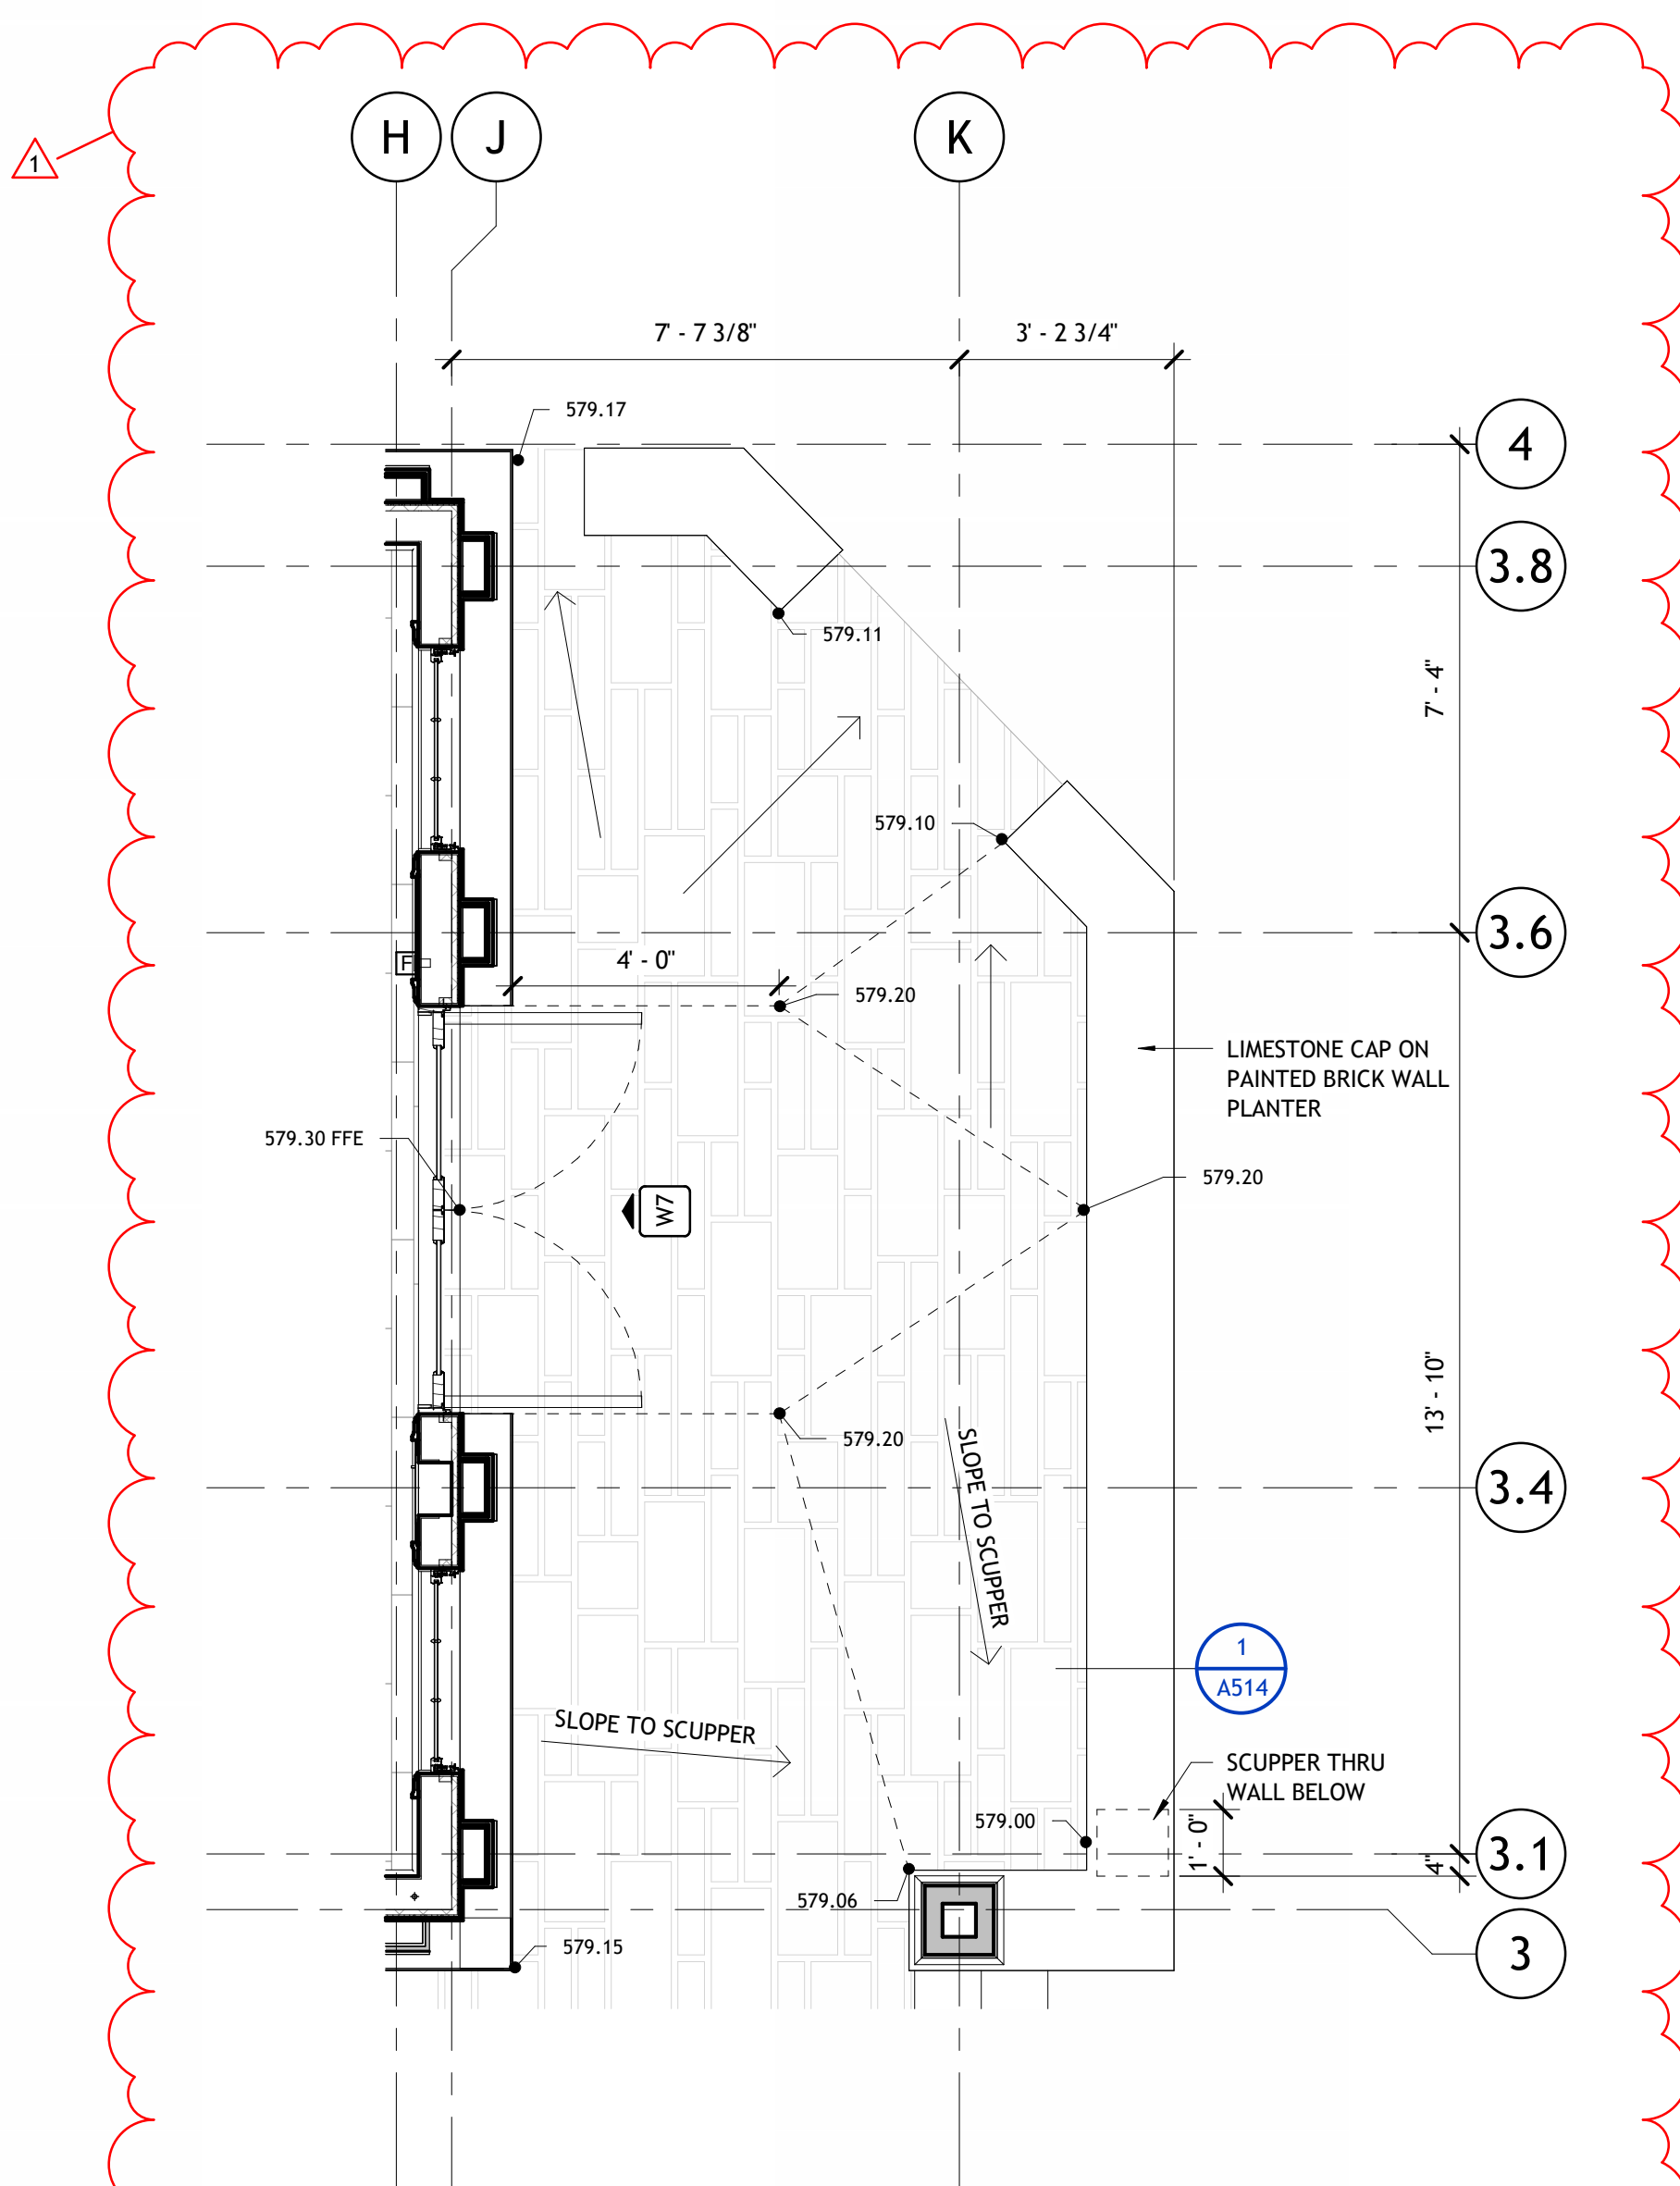 H
J
K
1
7' - 7 3/8"
3' - 2 3/4"
579.17
4
3.8
579.11
7' - 4"
579.10
3.6
F
4' - 0"
579.20
LIMESTONE CAP ON
PAINTED BRICK WALL
PLANTER
579.30 FFE
579.20
W7
13' - 10"
579.20
SLOPE TO SCUPPER
3.4
1
A514
SLOPE TO SCUPPER
SCUPPER THRU
WALL BELOW
579.00
1' - 0"
4"
3.1
579.06
579.15
3